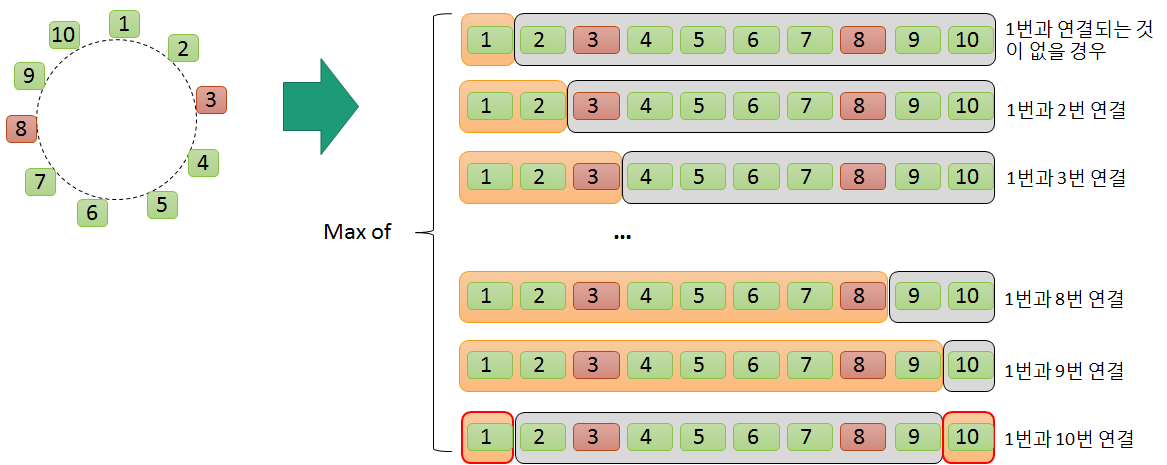 10 1 2
9 3
8 4
7 6 5
Max of
1 2 3 4 5 6 7 8 9 10 1번과 연결되는 것
이 없을 경우
1 2 3 4 5 6 7 8 9 10 1번과 2번 연결
1 2 3 4 5 6 7 8 9 10 1번과 3번 연결
...
1 2 3 4 5 6 7 8 9 10 1번과 8번 연결
1 2 3 4 5 6 7 8 9 10 1번과 9번 연결
1 2 3 4 5 6 7 8 9 10 1번과 10번 연결